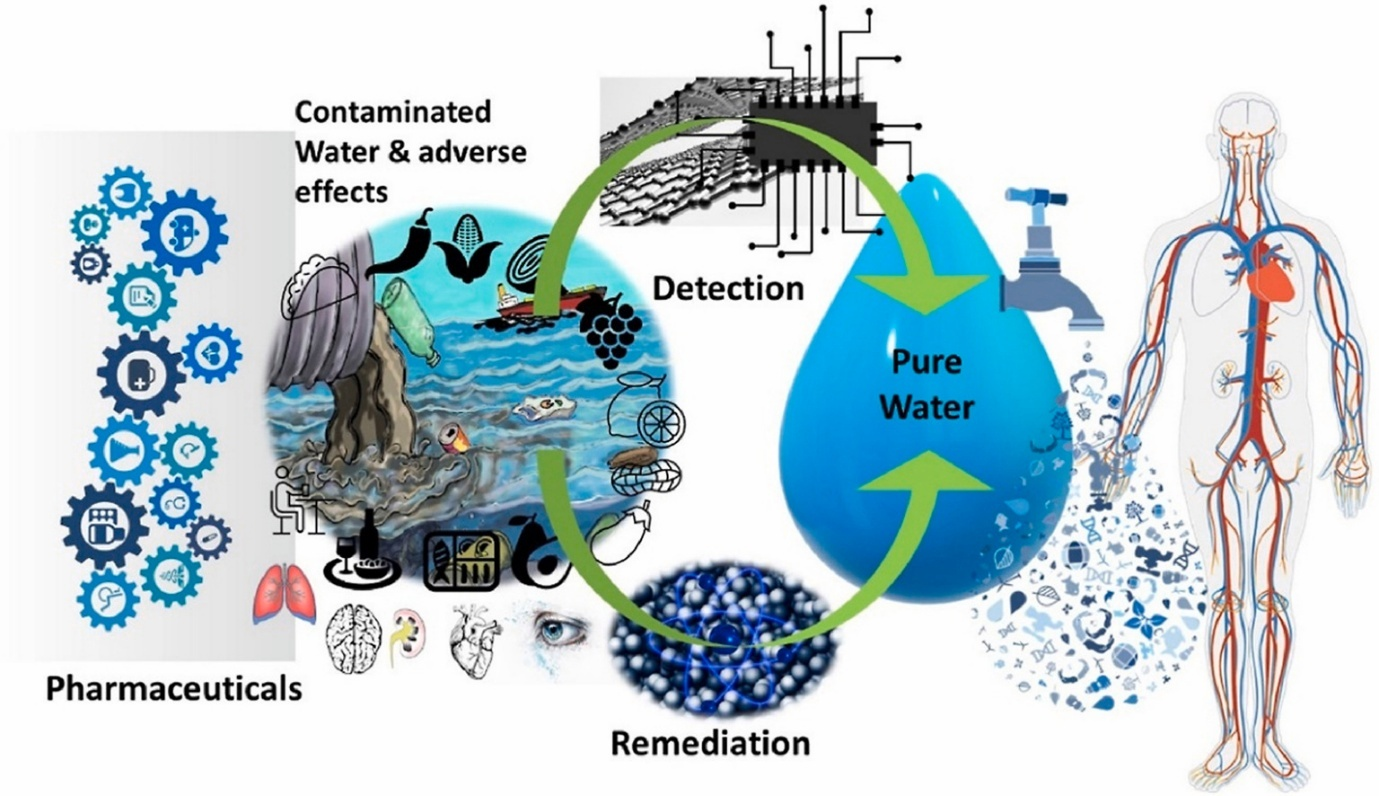 Contaminated
Water & adverse
effects
Detection
Pure
Water
Pharmaceuticals
Remediation